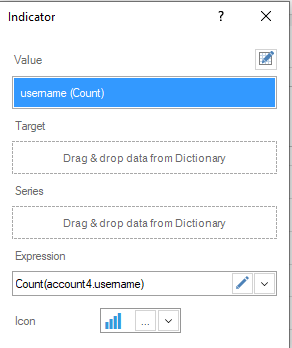 Indicator ? ×
Value
username (Count)
Target
Drag & drop data from Dictionary
Series
Drag & drop data from Dictionary
Expression
Count(account4.username)
Icon ...